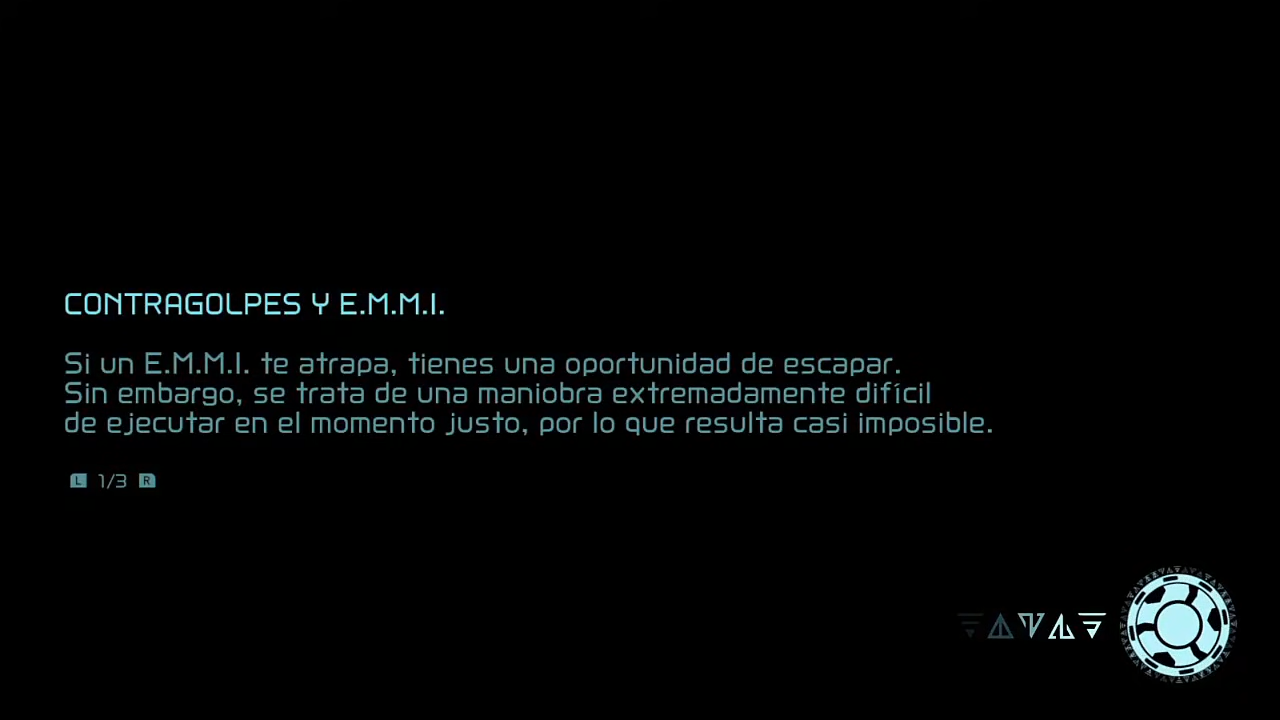 CONTRAGOLPES Y E.M.M.I.
Si un E.M.M.I. te atrapa, tienes una oportunidad de escapar.
Sin embargo, se trata de una maniobra extremadamente difícil
de ejecutar en el momento justo, por lo que resulta casi imposible.
L 1/3 R